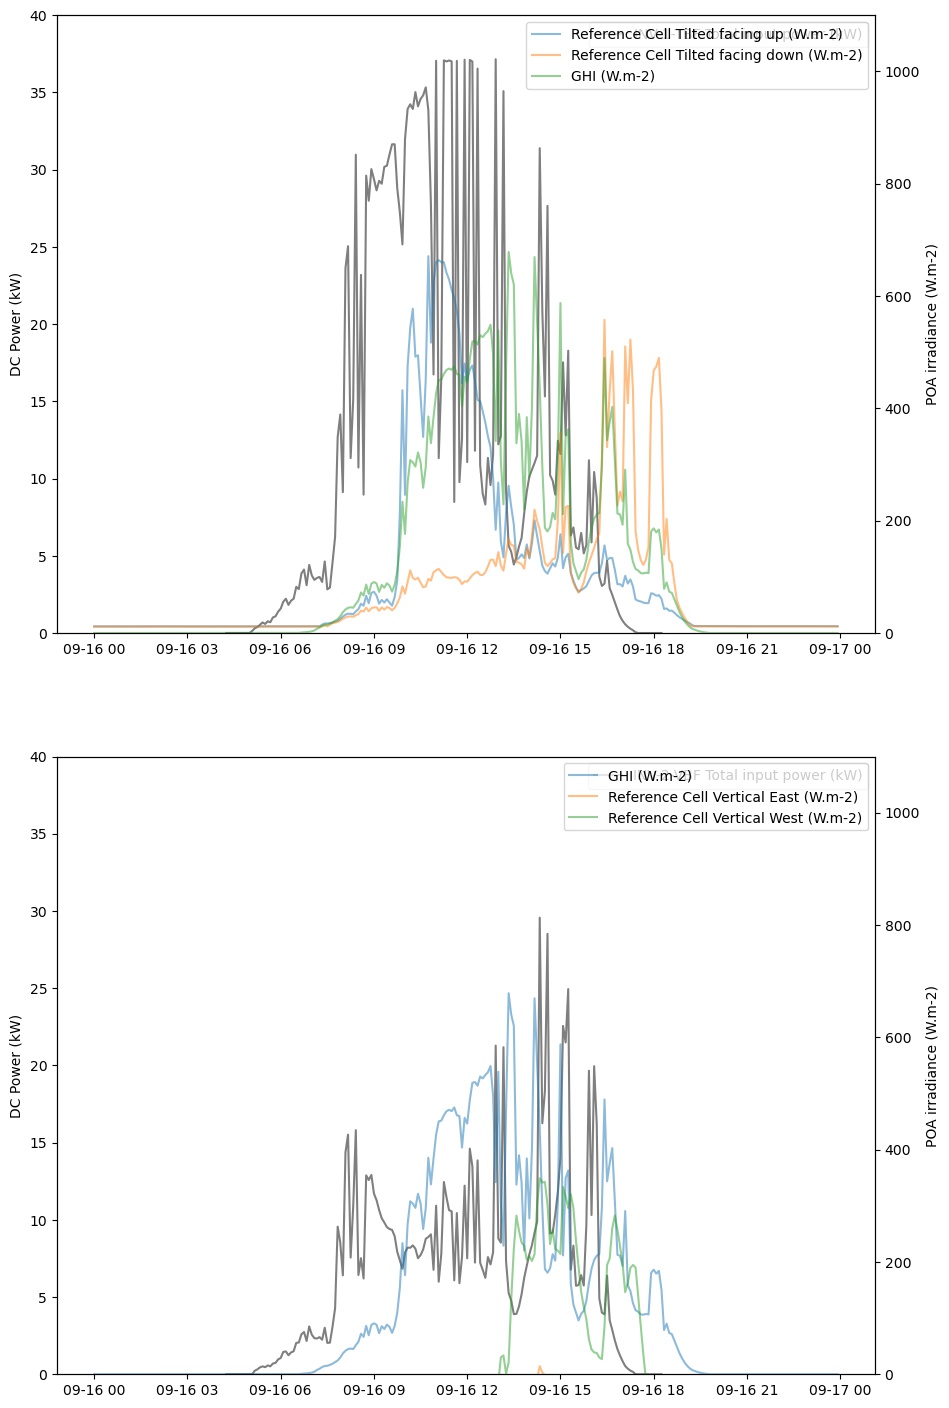 40
35
30
25
20
15
10
5
0
DC Power (kW)
Reference Cell Tilted facing up (W.m-2)
Reference Cell Tilted facing down (W.m-2)
GHI (W.m-2)
1000
800
600
400
200
0
POA irradiance (W.m-2)
09-16 00 09-16 03 09-16 06 09-16 09 09-16 12 09-16 15 09-16 18 09-16 21 09-17 00
40
35
30
25
20
15
10
5
0
DC Power (kW)
GHI (W.m-2) Total input power (kW)
Reference Cell Vertical East (W.m-2)
Reference Cell Vertical West (W.m-2)
1000
800
600
400
200
0
POA irradiance (W.m-2)
09-16 00 09-16 03 09-16 06 09-16 09 09-16 12 09-16 15 09-16 18 09-16 21 09-17 00